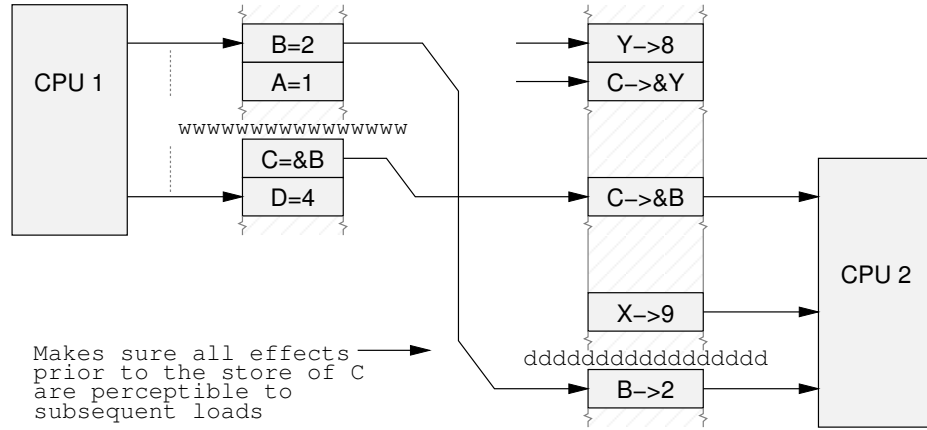 CPU 1
B=2
A=1
wwwwwwwwwwwwwwww
C=&B
D=4
Y->8
C->&Y
C->&B
X->9
ddddddddddddddddd
B->2
CPU 2
Makes sure all effects
prior to the store of C
are perceptible to
subsequent loads